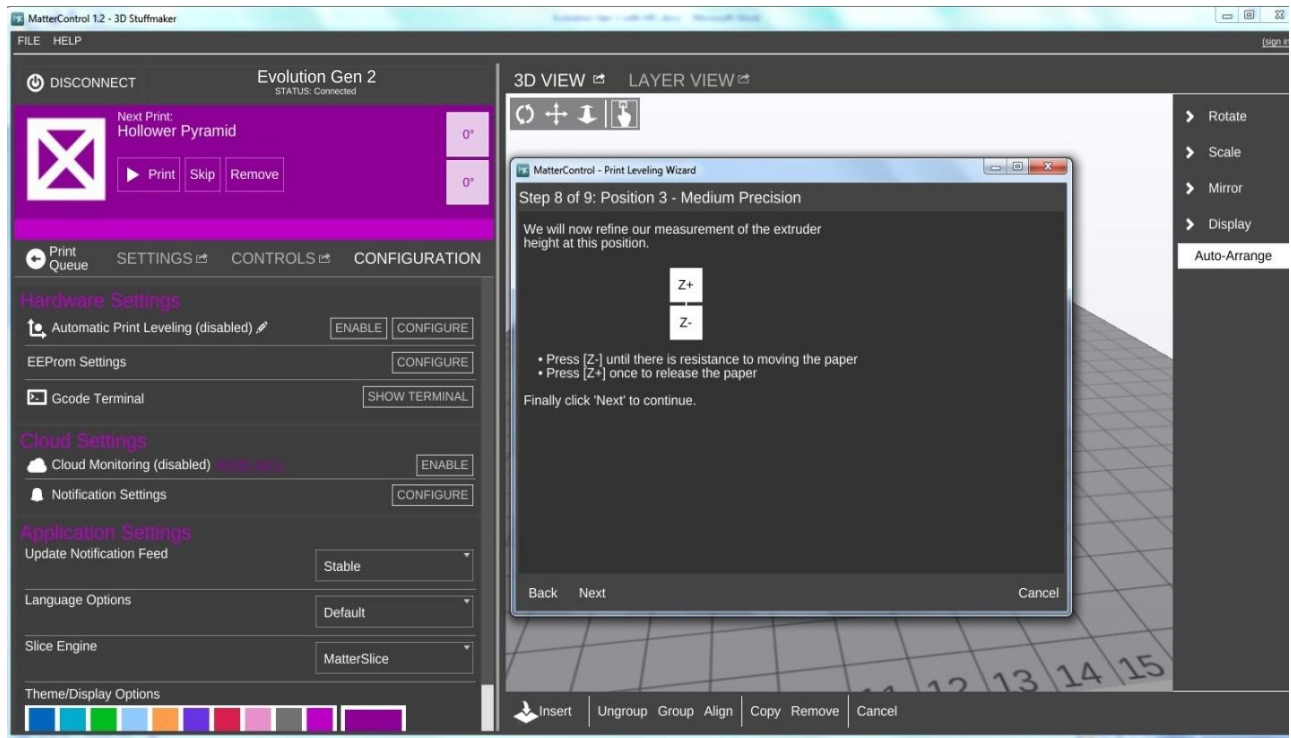 MatterControl 1.2 - 3D Stuffmaker
FILE HELP
(sign in
DISCONNECT
Evolution Gen 2
STATUS: Connected
Next Print:
Hollower Pyramid
Print Skip Remove
0°
0°
Print
Queue
SETTINGS CONTROLS CONFIGURATION
Hardware Settings
Automatic Print Leveling (disabled) ENABLE CONFIGURE
EEProm Settings CONFIGURE
Gcode Terminal SHOW TERMINAL
Cloud Settings
Cloud Monitoring (disabled) ENABLE
Notification Settings CONFIGURE
Application Settings
Update Notification Feed
Stable
Language Options
Default
Slice Engine
MatterSlice
Theme/Display Options
3D VIEW LAYER VIEW
MatterControl - Print Leveling Wizard
Step 8 of 9: Position 3 - Medium Precision
We will now refine our measurement of the extruder
height at this position.
Z+
Z-
• Press [Z-] until there is resistance to moving the paper
• Press [Z+] once to release the paper
Finally click 'Next' to continue.
Back Next Cancel
12 13 14 15
Insert Ungroup Group Align Copy Remove Cancel
Rotate
Scale
Mirror
Display
Auto-Arrange